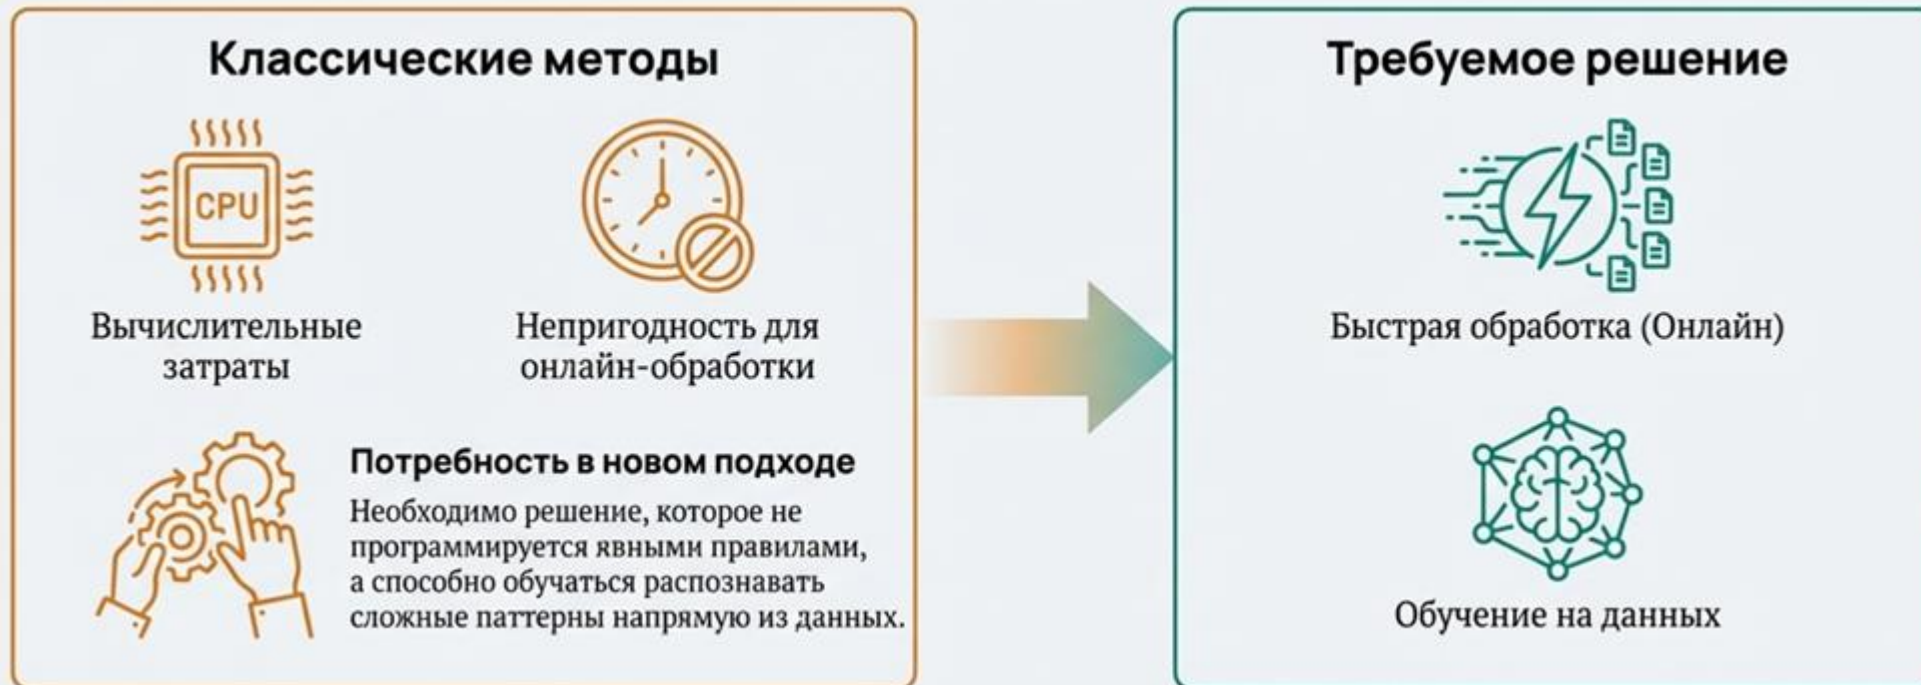 Классические методы
CPU
Вычислительные
затраты
Непригодность для
онлайн-обработки
Потребность в новом подходе
Необходимо решение, которое не
программируется явными правилами,
а способно обучаться распознавать
сложные паттерны напрямую из данных.
Требуемое решение
Быстрая обработка (Онлайн)
Обучение на данных